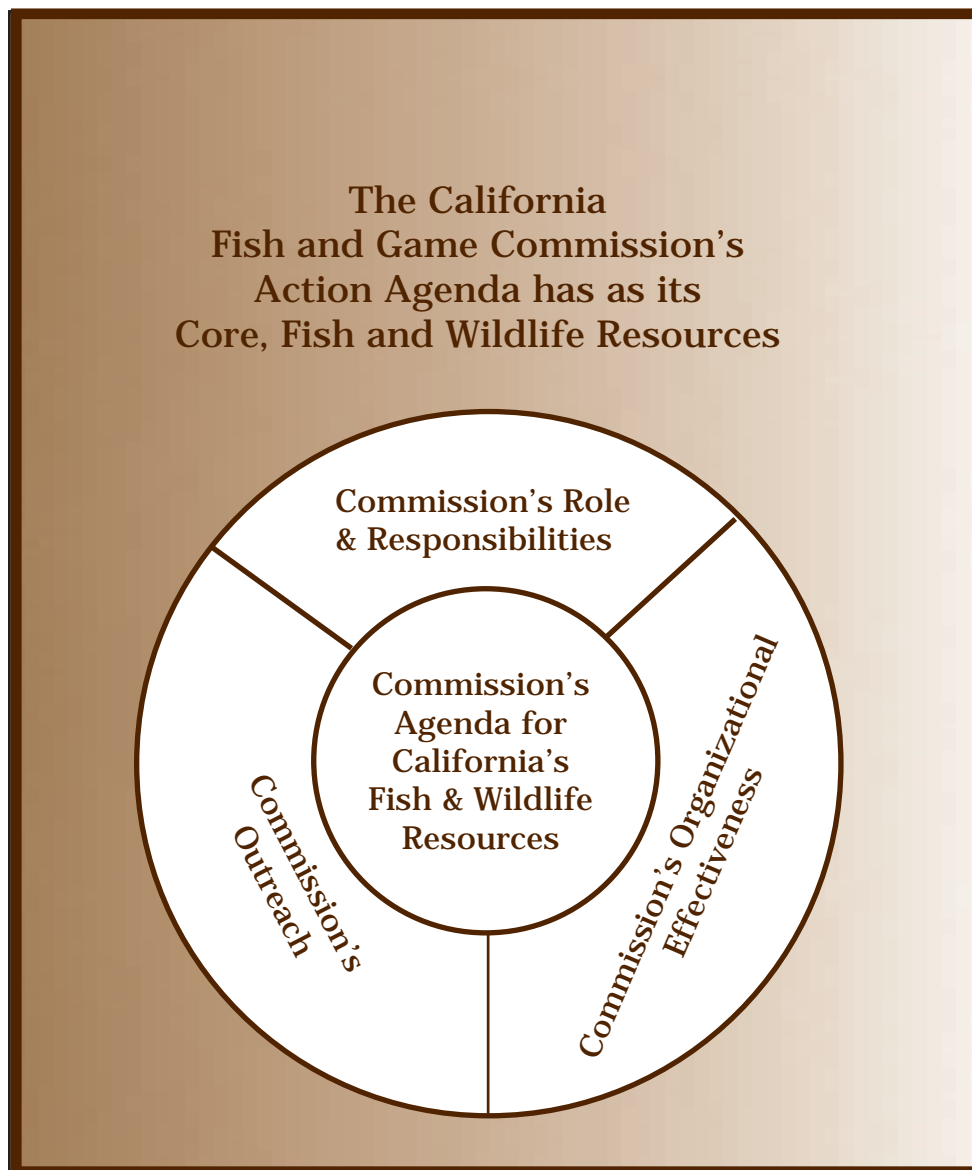 The California
Fish and Game Commission’s
Action Agenda has as its
Core, Fish and Wildlife Resources
Commission’s Role
& Responsibilities
Commission’s
Agenda for
California’s
Fish & Wildlife
Resources
Commission’s
Outreach
Commission’s Organizational
Effectiveness